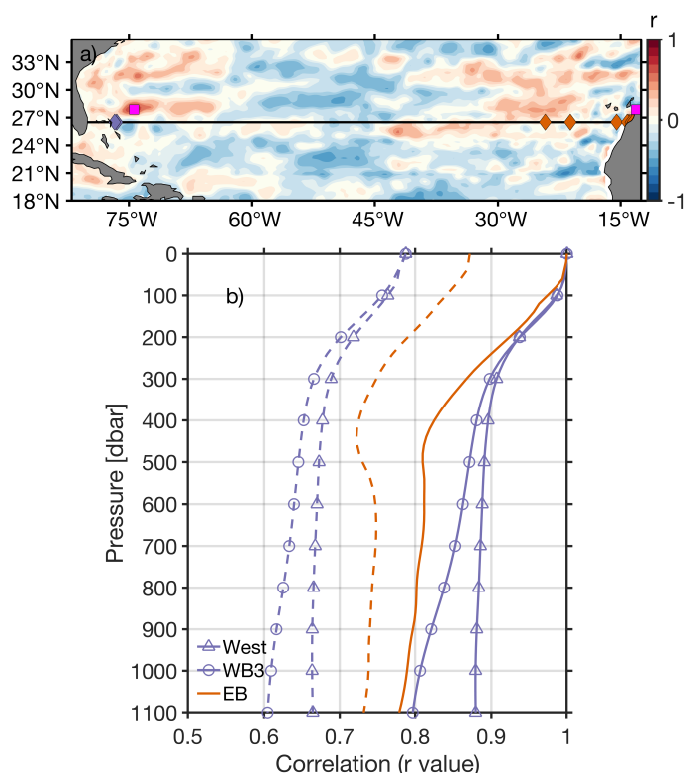 r
a)
33°N
30°N
27°N
24°N
21°N
18°N
75°W
60°W
45°W
30°W
15°W
1
0
-1
b)
0
100
200
300
400
500
600
700
800
900
1000
1100
Pressure [dbar]
West
WB3
EB
0.5
0.6
0.7
0.8
0.9
1
Correlation (r value)